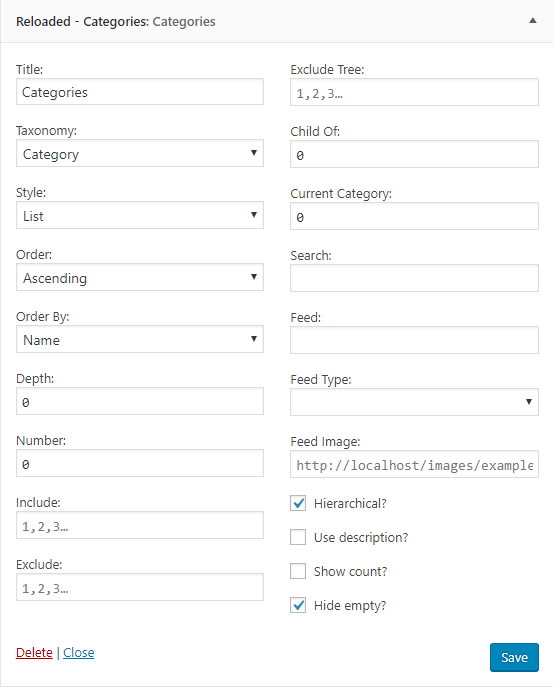 Reloaded - Categories: Categories
Title:
Categories
Taxonomy:
Category
Style:
List
Order:
Ascending
Order By:
Name
Depth:
0
Number:
0
Include:
1,2,3…
Exclude:
1,2,3…
Exclude Tree:
1,2,3…
Child Of:
0
Current Category:
0
Search:
Feed:
Feed Type:
Feed Image:
http://localhost/images/example
Hierarchical?
Use description?
Show count?
Hide empty?
Delete | Close
Save